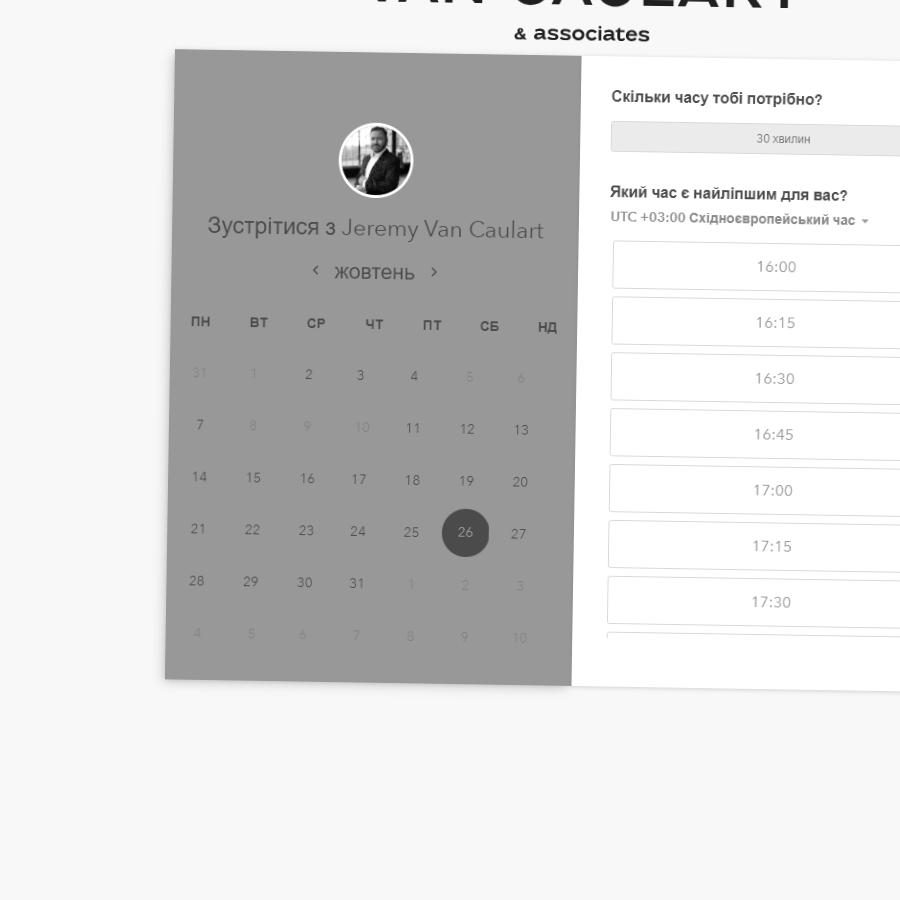 VAN CAULART
& associates
Зустрітися з Jeremy Van Caulart
жовтень
ПН ВТ СР ЧТ ПТ СБ НД
31 1 2 3 4 5 6
7 8 9 10 11 12 13
14 15 16 17 18 19 20
21 22 23 24 25 26 27
28 29 30 31 1 2 3
4 5 6 7 8 9 10
Скільки часу тобі потрібно?
30 хвилин
Який час є найліпшим для вас?
UTC +03:00 Східноєвропейський час
16:00
16:15
16:30
16:45
17:00
17:15
17:30